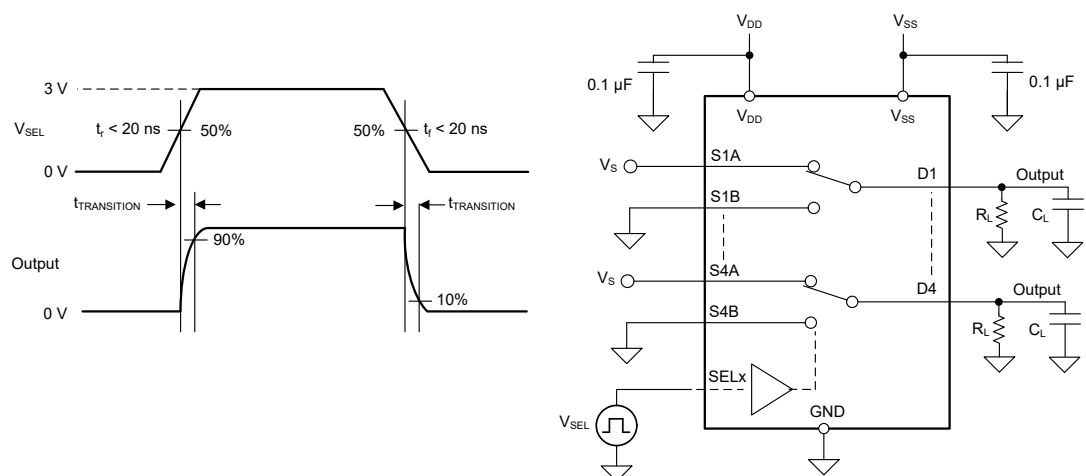 3 V
V_SEL
t_r < 20 ns
50%
50%
t_f < 20 ns
0 V
t_TRANSITION
t_TRANSITION
90%
Output
10%
0 V
V_DD
V_SS
0.1 µF
0.1 µF
V_DD
V_SS
V_S
S1A
D1
Output
S1B
R_L
C_L
V_S
S4A
D4
Output
S4B
R_L
C_L
SELx
V_SEL
GND